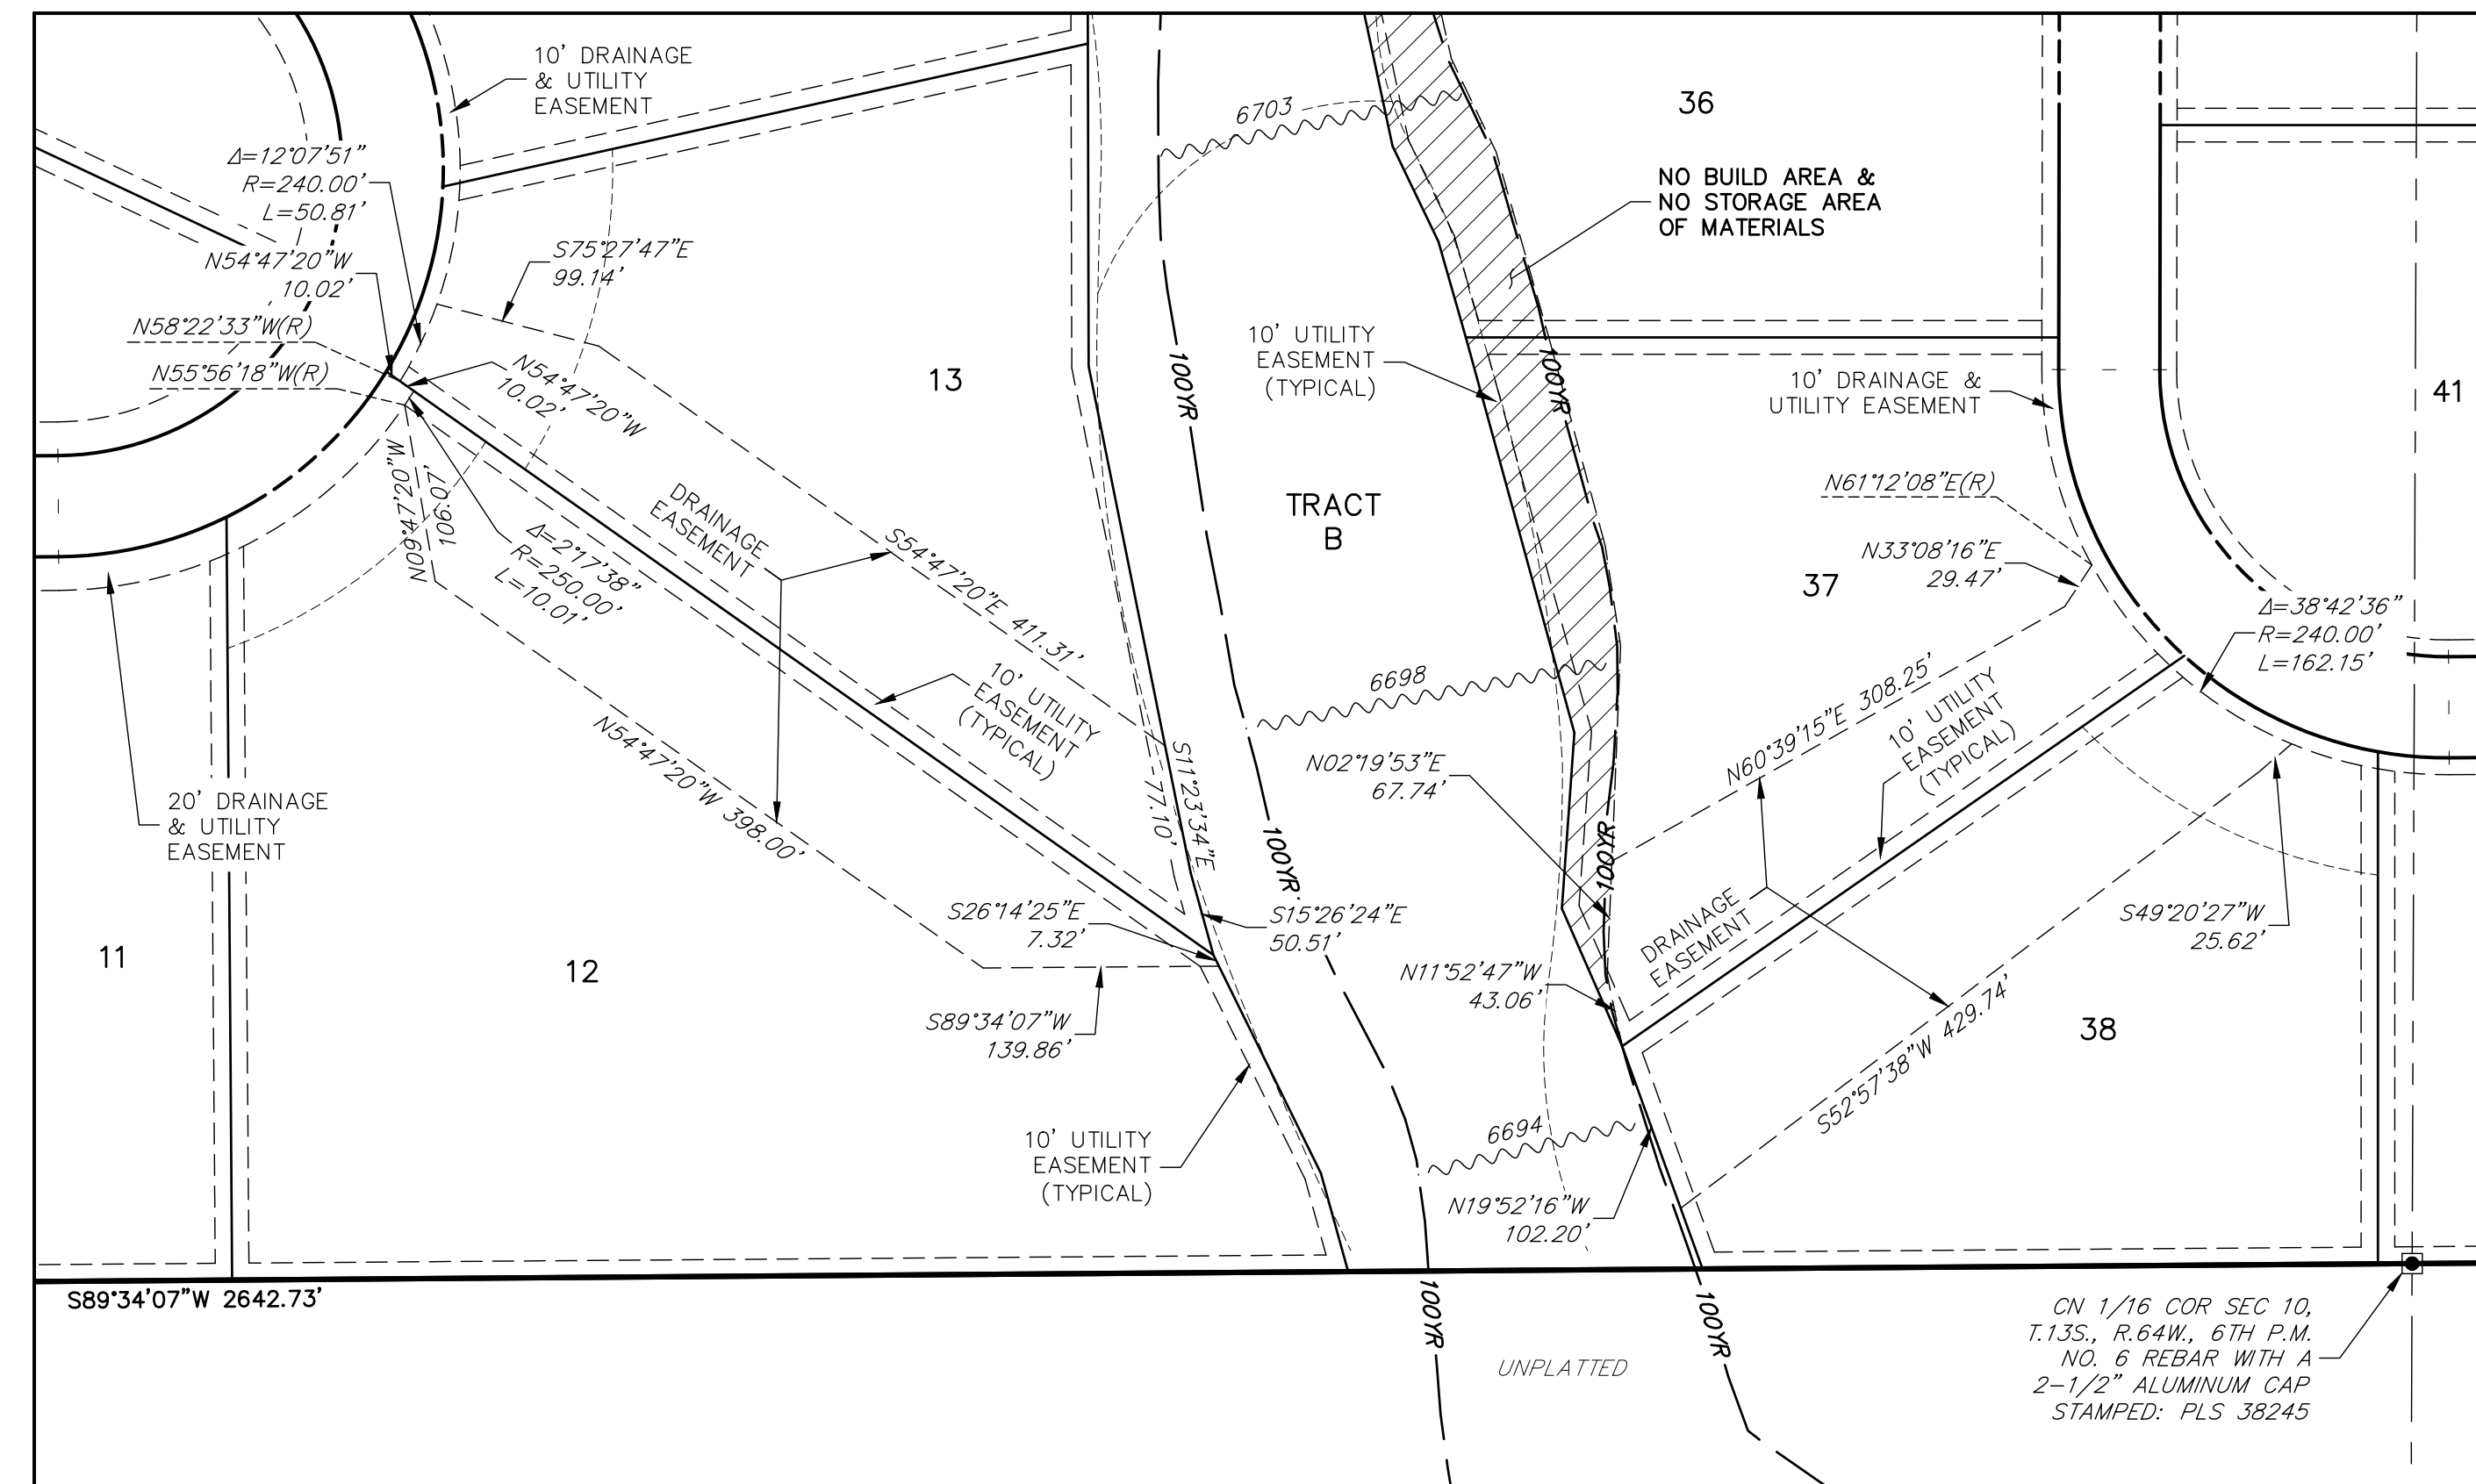 10' DRAINAGE
& UTILITY
EASEMENT
Δ=12°07'51"
R=240.00'
L=50.81'
N54°47'20"W
10.02'
N58°22'33"W(R)
N55°56'18"W(R)
S75°27'47"E
99.14'
N54°47'20"W
10.02'
13
6703
36
NO BUILD AREA &
NO STORAGE AREA
OF MATERIALS
10' UTILITY
EASEMENT
(TYPICAL)
100YR
100YR
10' DRAINAGE &
UTILITY EASEMENT
41
N09°47'20"W
106.07'
DRAINAGE
EASEMENT
Δ=2°17'38"
R=250.00'
L=10.01'
S54°47'20"E 411.31'
TRACT
B
N61°12'08"E(R)
N33°08'16"E
29.47'
37
Δ=38°42'36"
R=240.00'
L=162.15'
10' UTILITY
EASEMENT
(TYPICAL)
N54°47'20"W 398.00'
6698
N60°39'15"E 308.25'
10' UTILITY
EASEMENT
(TYPICAL)
20' DRAINAGE
& UTILITY
EASEMENT
S11°23'34"E
77.10'
N02°19'53"E
67.74'
100YR
100YR
S26°14'25"E
7.32'
S15°26'24"E
50.51'
DRAINAGE
EASEMENT
S49°20'27"W
25.62'
11
12
N11°52'47"W
43.06'
S89°34'07"W
139.86'
S52°57'38"W 429.74'
38
10' UTILITY
EASEMENT
(TYPICAL)
6694
N19°52'16"W
102.20'
S89°34'07"W 2642.73'
100YR
100YR
UNPLATTED
CN 1/16 COR SEC 10,
T.13S., R.64W., 6TH P.M.
NO. 6 REBAR WITH A
2-1/2" ALUMINUM CAP
STAMPED: PLS 38245